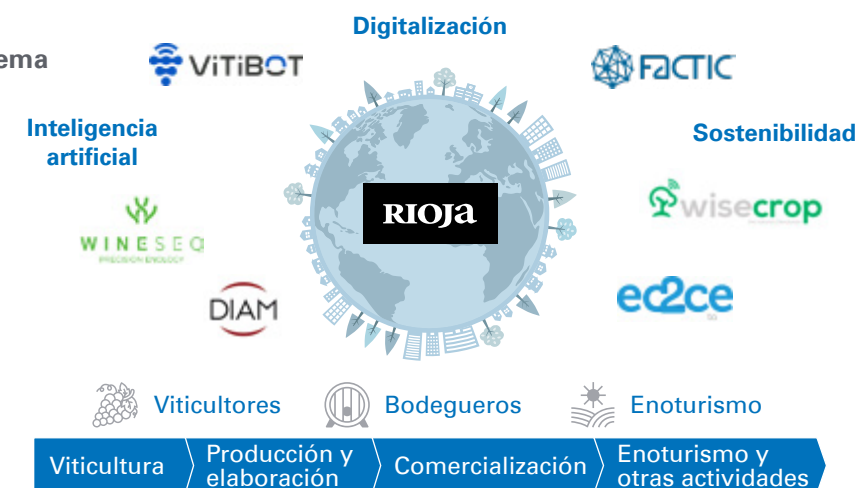 Digitalización
ema
ViTiBOT
FACTIC
Inteligencia
artificial
Sostenibilidad
RIOJa
wisecrop
WINESEQ
PRECISION ENOLOGY
DIAM
ec2ce
Viticultores
Bodegueros
Enoturismo
Viticultura
Producción y
elaboración
Comercialización
Enoturismo y
otras actividades